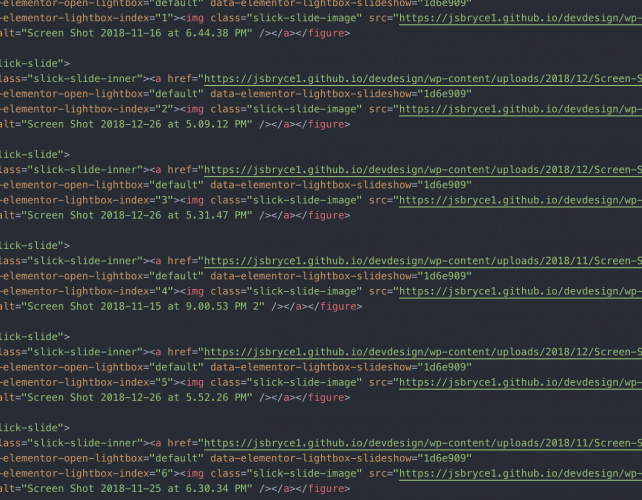 -elementor-open-lightbox="default" data-elementor-lightbox-slideshow="1d6e909"
-elementor-lightbox-index="1"><img class="slick-slide-image" src="https://jsbryce1.github.io/devdesign/wp-
alt="Screen Shot 2018-11-16 at 6.44.38 PM" /></a></figure>
lick-slide">
lass="slick-slide-inner"><a href="https://jsbryce1.github.io/devdesign/wp-content/uploads/2018/12/Screen-S
-elementor-open-lightbox="default" data-elementor-lightbox-slideshow="1d6e909"
-elementor-lightbox-index="2"><img class="slick-slide-image" src="https://jsbryce1.github.io/devdesign/wp-
alt="Screen Shot 2018-12-26 at 5.09.12 PM" /></a></figure>
lick-slide">
lass="slick-slide-inner"><a href="https://jsbryce1.github.io/devdesign/wp-content/uploads/2018/12/Screen-S
-elementor-open-lightbox="default" data-elementor-lightbox-slideshow="1d6e909"
-elementor-lightbox-index="3"><img class="slick-slide-image" src="https://jsbryce1.github.io/devdesign/wp-
alt="Screen Shot 2018-12-26 at 5.31.47 PM" /></a></figure>
lick-slide">
lass="slick-slide-inner"><a href="https://jsbryce1.github.io/devdesign/wp-content/uploads/2018/11/Screen-S
-elementor-open-lightbox="default" data-elementor-lightbox-slideshow="1d6e909"
-elementor-lightbox-index="4"><img class="slick-slide-image" src="https://jsbryce1.github.io/devdesign/wp-
alt="Screen Shot 2018-11-15 at 9.00.53 PM 2" /></a></figure>
lick-slide">
lass="slick-slide-inner"><a href="https://jsbryce1.github.io/devdesign/wp-content/uploads/2018/12/Screen-S
-elementor-open-lightbox="default" data-elementor-lightbox-slideshow="1d6e909"
-elementor-lightbox-index="5"><img class="slick-slide-image" src="https://jsbryce1.github.io/devdesign/wp-
alt="Screen Shot 2018-12-26 at 5.52.26 PM" /></a></figure>
lick-slide">
lass="slick-slide-inner"><a href="https://jsbryce1.github.io/devdesign/wp-content/uploads/2018/11/Screen-S
-elementor-open-lightbox="default" data-elementor-lightbox-slideshow="1d6e909"
-elementor-lightbox-index="6"><img class="slick-slide-image" src="https://jsbryce1.github.io/devdesign/wp-
alt="Screen Shot 2018-11-25 at 6.30.34 PM" /></a></figure>